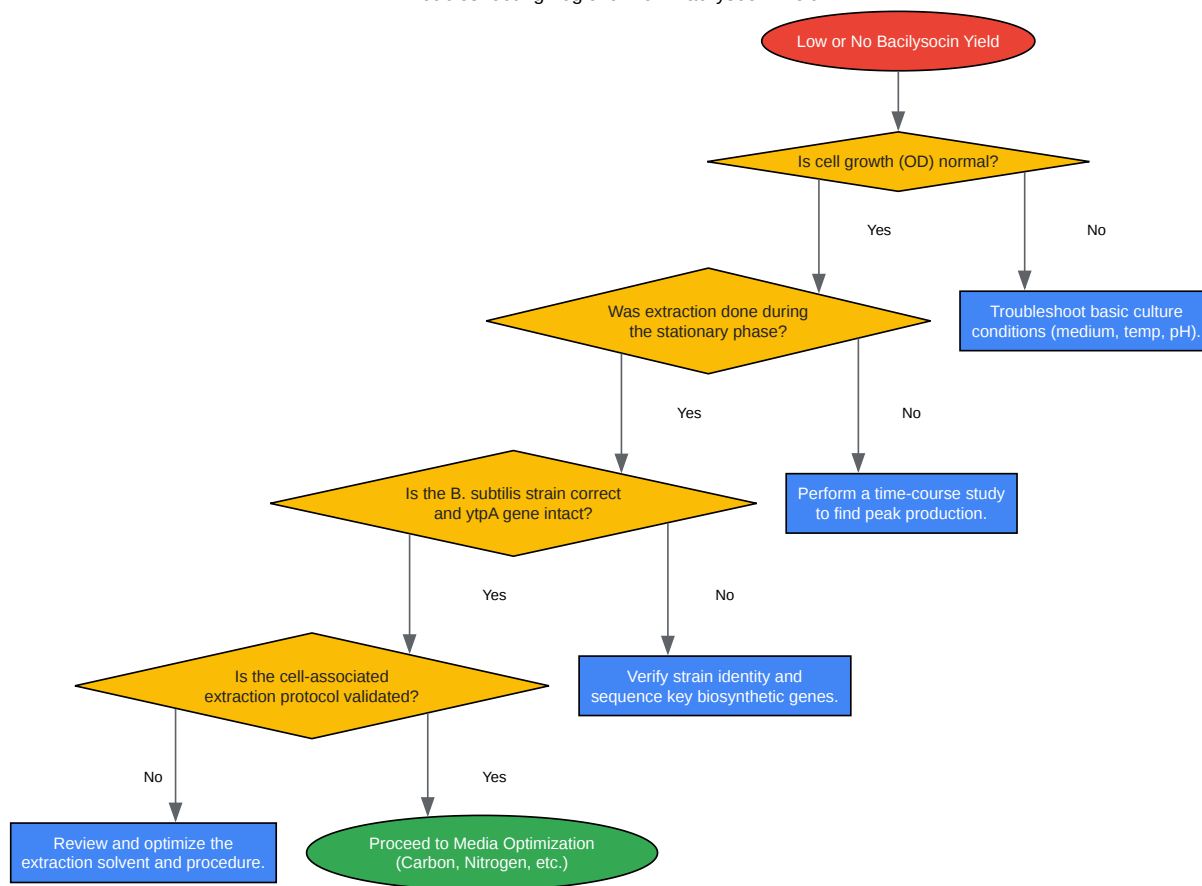 Low or No Bacilysocin Yield
Is cell growth (OD) normal?
Yes
No
Was extraction done during
the stationary phase?
Troubleshoot basic culture
conditions (medium, temp, pH).
Yes
No
Is the B. subtilis strain correct
and ytpA gene intact?
Perform a time-course study
to find peak production.
Yes
No
Is the cell-associated
extraction protocol validated?
Verify strain identity and
sequence key biosynthetic genes.
No
Yes
Review and optimize the
extraction solvent and procedure.
Proceed to Media Optimization
(Carbon, Nitrogen, etc.)